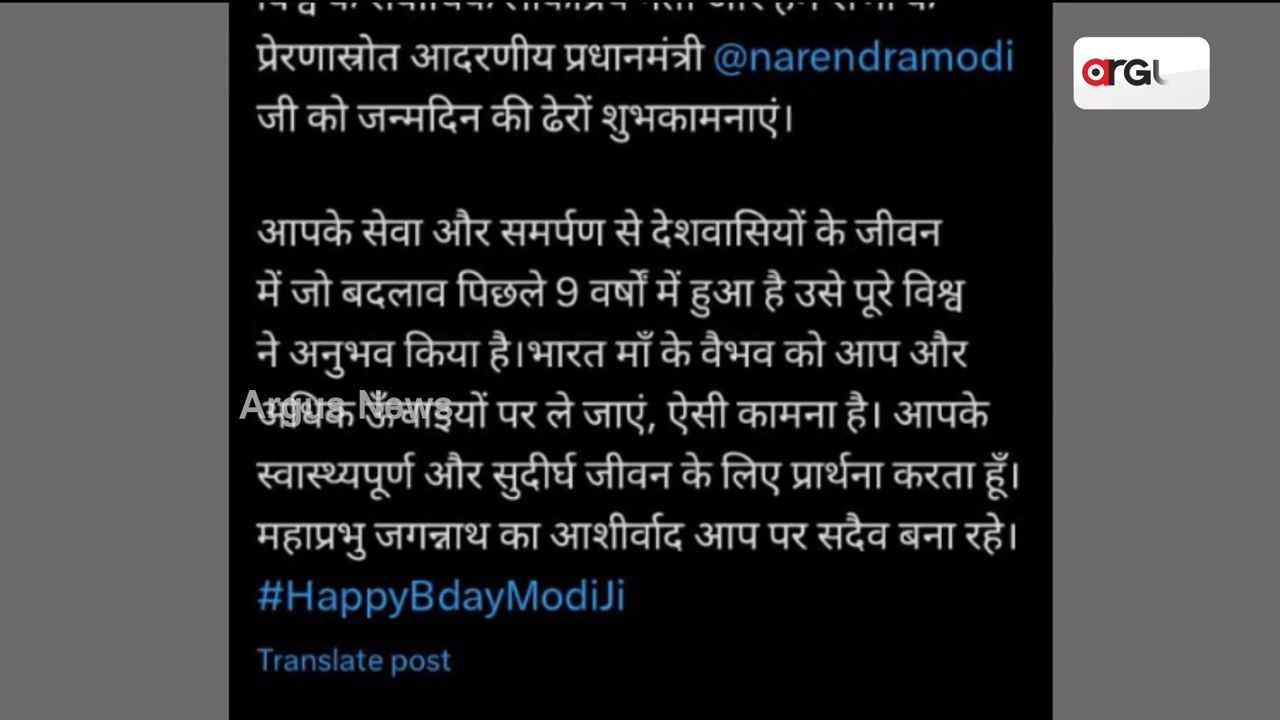 प्रेरणास्रोत आदरणीय प्रधानमंत्री @narendramodi
जी को जन्मदिन की ढेरों शुभकामनाएं।
आपके सेवा और समर्पण से देशवासियों के जीवन
में जो बदलाव पिछले 9 वर्षों में हुआ है उसे पूरे विश्व
ने अनुभव किया है।भारत माँ के वैभव को आप और
अधिक ऊँचाइयों पर ले जाएं, ऐसी कामना है। आपके
स्वास्थ्यपूर्ण और सुदीर्घ जीवन के लिए प्रार्थना करता हूँ।
महाप्रभु जगन्नाथ का आशीर्वाद आप पर सदैव बना रहे।
#HappyBdayModiJi
Translate post
Argus News